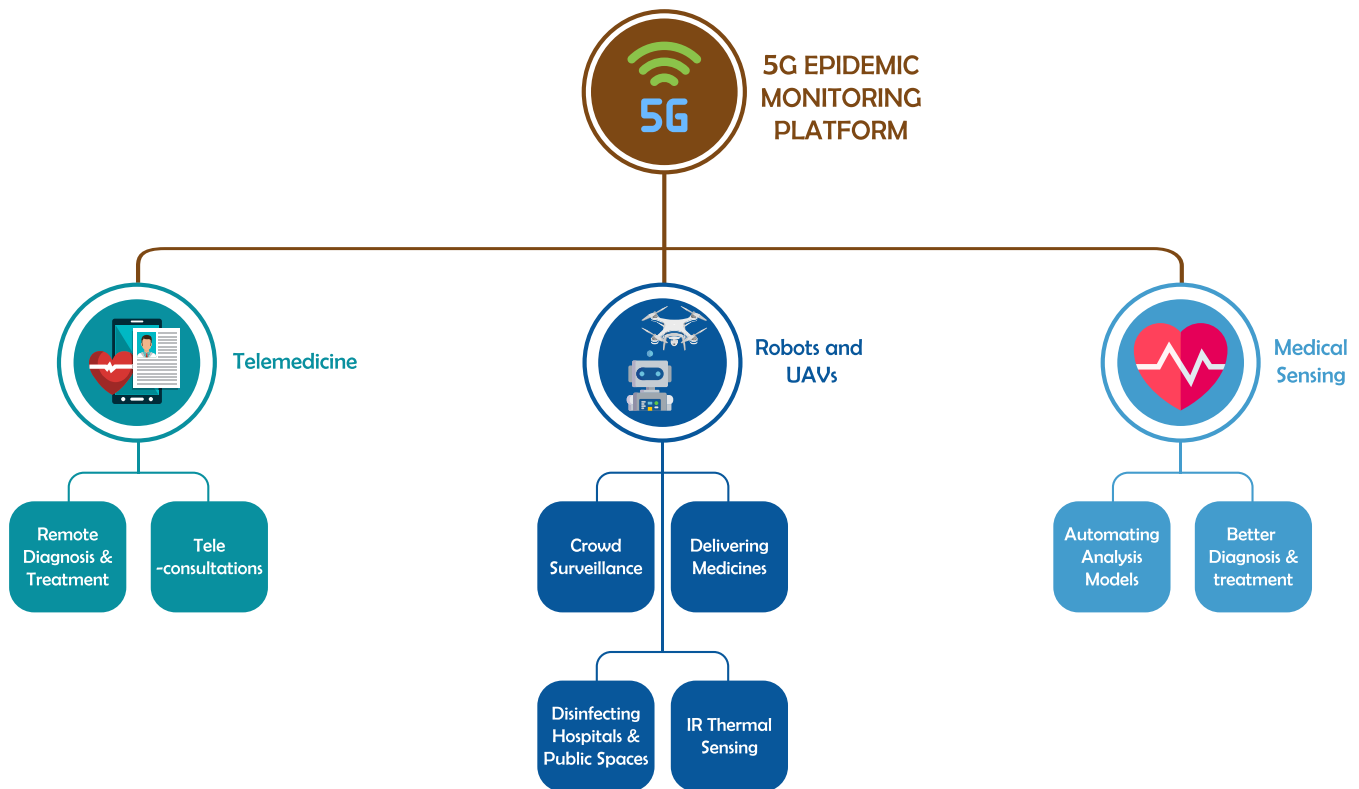 5G
5G EPIDEMIC
MONITORING
PLATFORM
Telemedicine
Robots and
UAVs
Medical
Sensing
Remote
Diagnosis &
Treatment
Tele
-consultations
Crowd
Surveillance
Delivering
Medicines
Automating
Analysis
Models
Better
Diagnosis &
treatment
Disinfecting
Hospitals &
Public Spaces
IR Thermal
Sensing